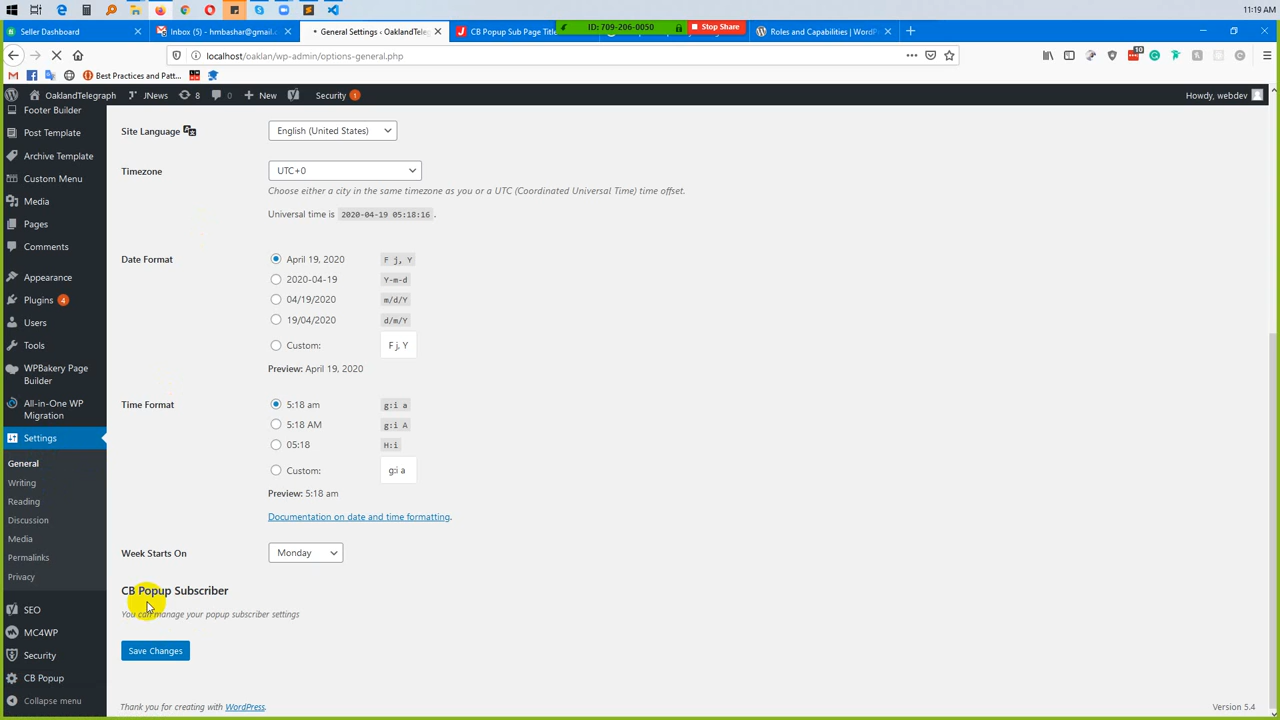 11:19 AM
Seller Dashboard
Inbox (5) - hmbashar@gmail.c
General Settings ‹ OaklandTeleg
CB Popup Sub Page Title
ID: 709-206-0050
Stop Share
Roles and Capabilities | WordP
localhost/oaklan/wp-admin/options-general.php
10
Best Practices and Patt...
OaklandTelegraph
JNews
8
0
New
Security 1
Howdy, webdev
Footer Builder
Post Template
Archive Template
Custom Menu
Media
Pages
Comments
Appearance
Plugins 4
Users
Tools
WPBakery Page
Builder
All-in-One WP
Migration
Settings
General
Writing
Reading
Discussion
Media
Permalinks
Privacy
SEO
MC4WP
Security
CB Popup
Collapse menu
Site Language
English (United States)
Timezone
UTC+0
Choose either a city in the same timezone as you or a UTC (Coordinated Universal Time) time offset.
Universal time is 2020-04-19 05:18:16 .
Date Format
April 19, 2020 F j, Y
2020-04-19 Y-m-d
04/19/2020 m/d/Y
19/04/2020 d/m/Y
Custom: F j, Y
Preview: April 19, 2020
Time Format
5:18 am g:i a
5:18 AM g:i A
05:18 H:i
Custom: g:i a
Preview: 5:18 am
Documentation on date and time formatting.
Week Starts On
Monday
CB Popup Subscriber
You can manage your popup subscriber settings
Save Changes
Thank you for creating with WordPress.
Version 5.4